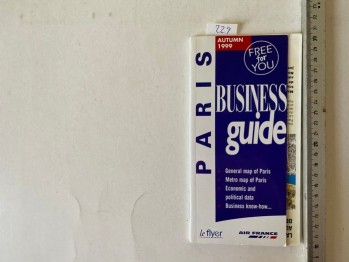 229
AUTUMN
1999
FREE
for
YOU
PARIS
BUSINESS
guide
General map of Paris
Metro map of Paris
Economic and
political data
Business know-how...
le flyer
AIR FRANCE